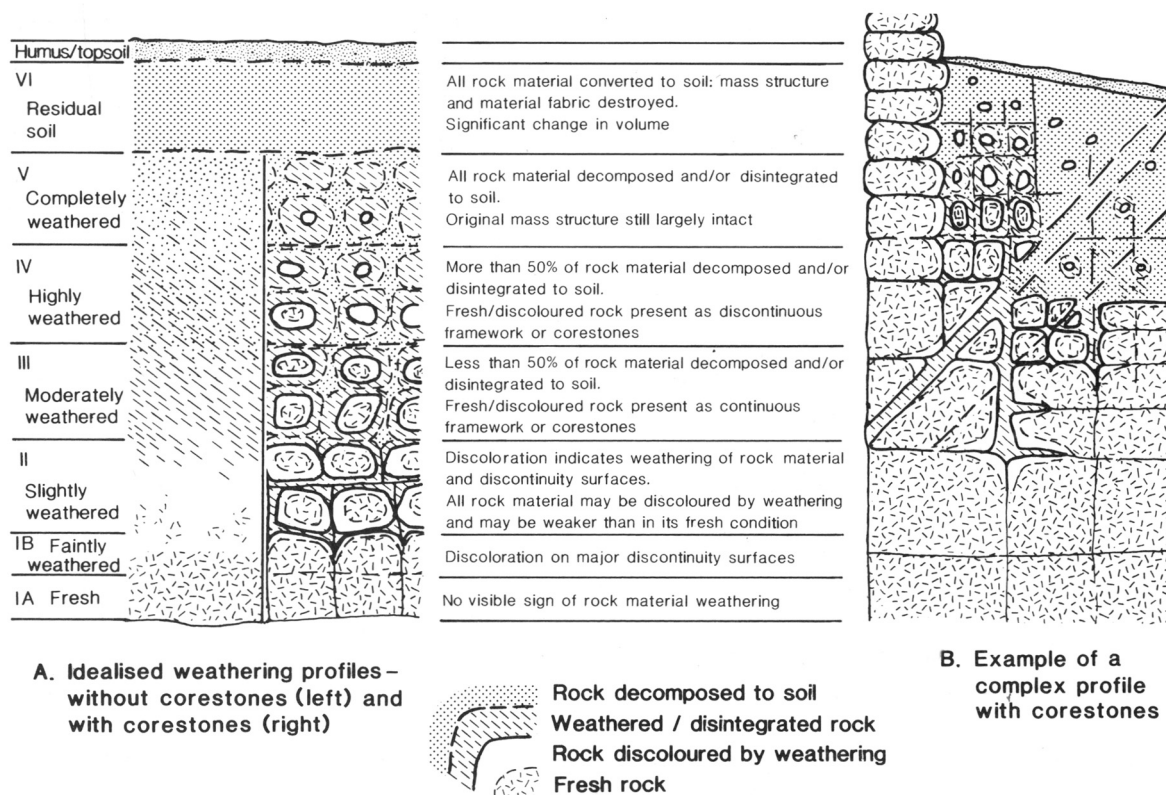 Humus/topsoil
VI
Residual
soil
All rock material converted to soil: mass structure
and material fabric destroyed.
Significant change in volume
V
Completely
weathered
All rock material decomposed and/or disintegrated
to soil.
Original mass structure still largely intact
IV
Highly
weathered
More than 50% of rock material decomposed and/or
disintegrated to soil.
Fresh/discoloured rock present as discontinuous
framework or corestones
III
Moderately
weathered
Less than 50% of rock material decomposed and/or
disintegrated to soil.
Fresh/discoloured rock present as continuous
framework or corestones
II
Slightly
weathered
Discoloration indicates weathering of rock material
and discontinuity surfaces.
All rock material may be discoloured by weathering
and may be weaker than in its fresh condition
IB Faintly
weathered
Discoloration on major discontinuity surfaces
IA Fresh
No visible sign of rock material weathering
A. Idealised weathering profiles –
without corestones (left) and
with corestones (right)
Rock decomposed to soil
Weathered / disintegrated rock
Rock discoloured by weathering
Fresh rock
B. Example of a
complex profile
with corestones